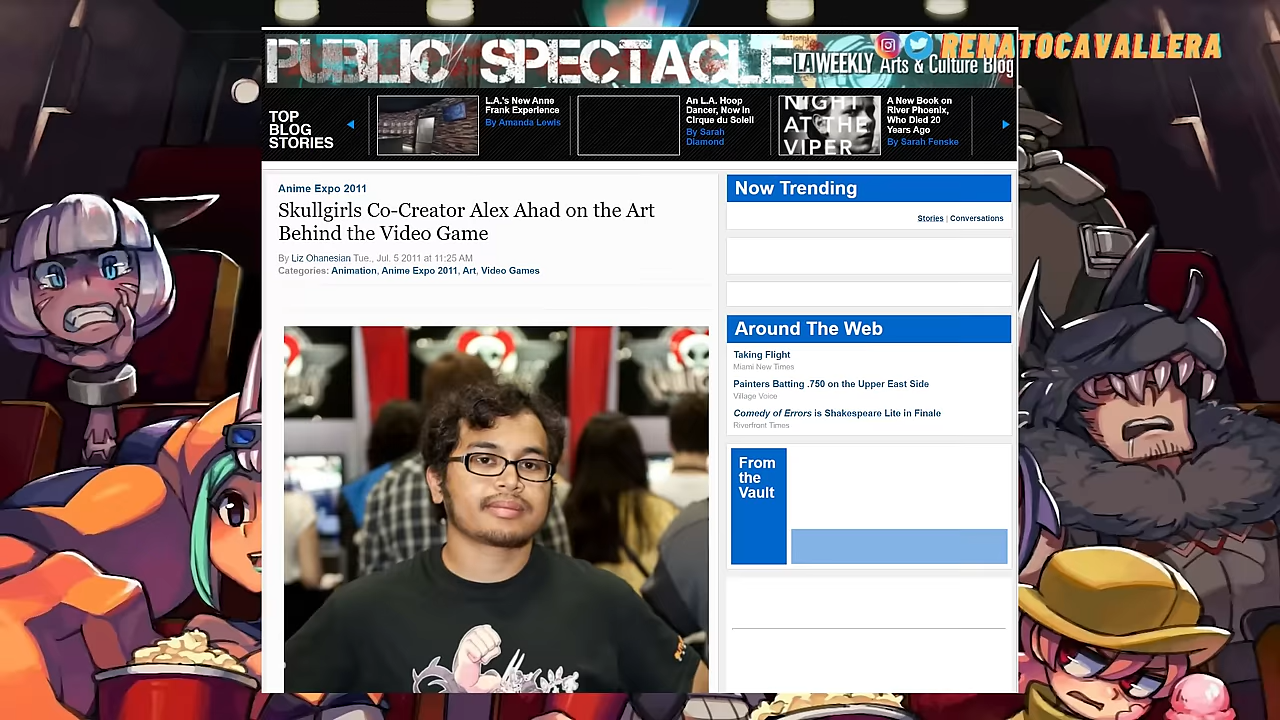 PUBLIC SPECTACLE
LA WEEKLY Arts & Culture Blog
RENATOCAVALLERA
TOP
BLOG
STORIES
L.A.'s New Anne
Frank Experience
By Amanda Lewis
An L.A. Hoop
Dancer, Now in
Cirque du Soleil
By Sarah
Diamond
NIGHT
AT THE
VIPER
A New Book on
River Phoenix,
Who Died 20
Years Ago
By Sarah Fenske
Anime Expo 2011
Skullgirls Co-Creator Alex Ahad on the Art
Behind the Video Game
By Liz Ohanesian Tue., Jul. 5 2011 at 11:25 AM
Categories: Animation, Anime Expo 2011, Art, Video Games
Now Trending
Stories | Conversations
Around The Web
Taking Flight
Miami New Times
Painters Batting .750 on the Upper East Side
Village Voice
Comedy of Errors is Shakespeare Lite in Finale
Riverfront Times
From
the
Vault